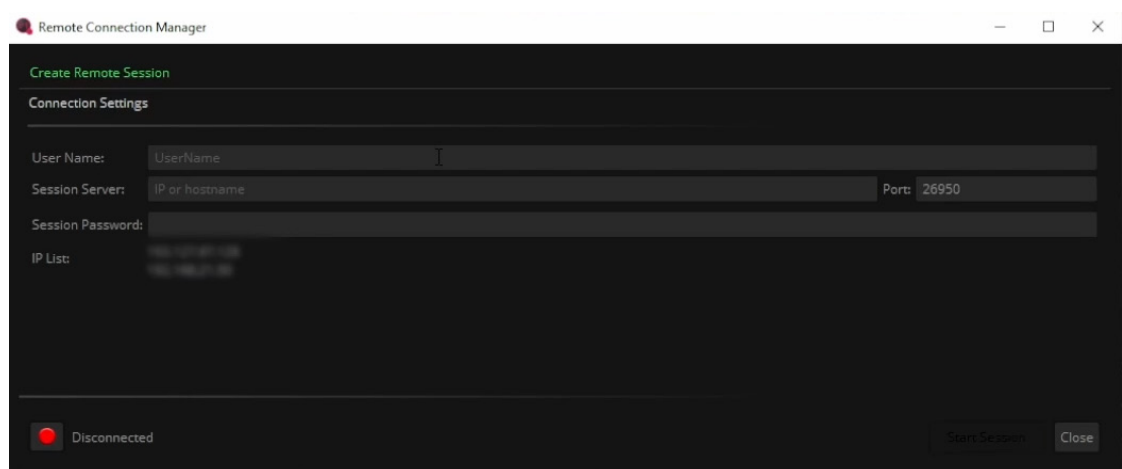 Remote Connection Manager
Create Remote Session
Connection Settings
User Name: UserName
Session Server: IP or hostname Port: 26950
Session Password:
IP List:
Disconnected Start Session Close